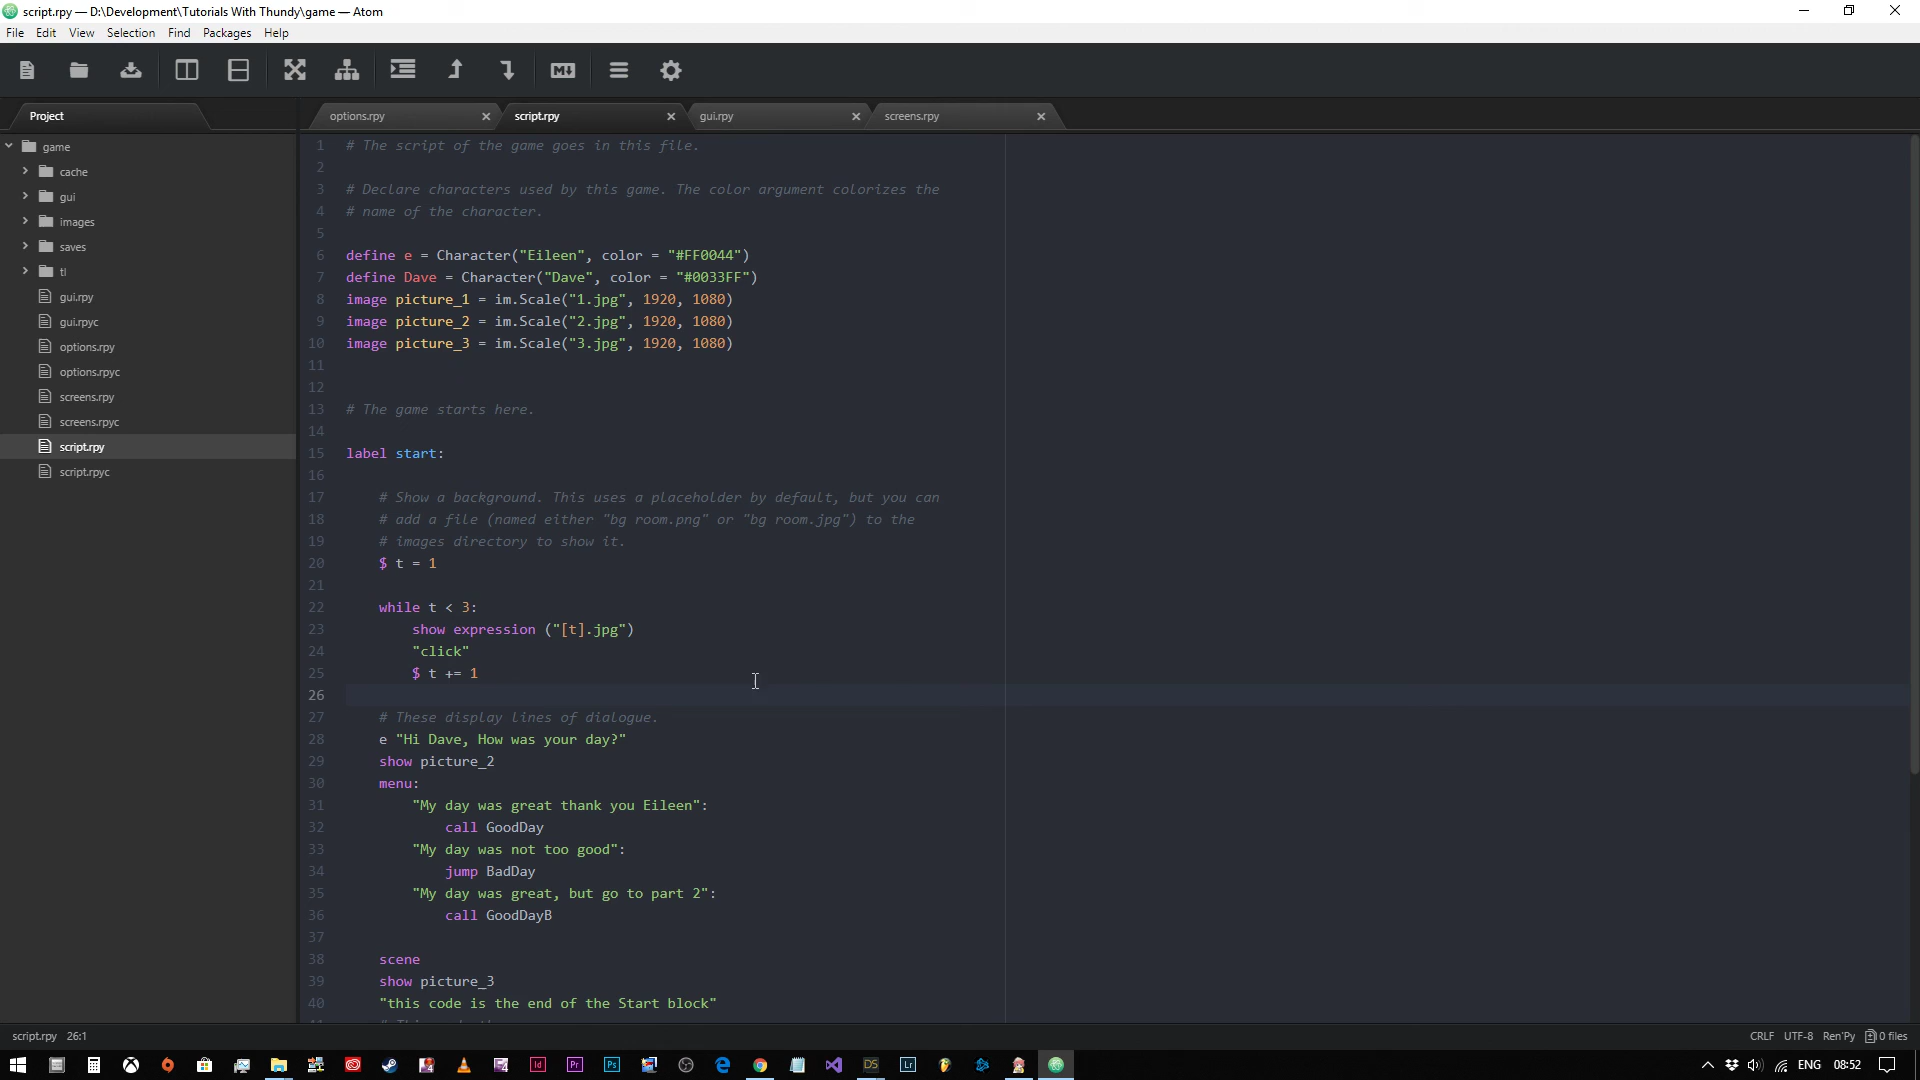 script.rpy — D:\Development\Tutorials With Thundy\game — Atom
File Edit View Selection Find Packages Help
Project
options.rpy
script.rpy
gui.rpy
screens.rpy
game
cache
gui
images
saves
tl
gui.rpy
gui.rpyc
options.rpy
options.rpyc
screens.rpy
screens.rpyc
script.rpy
script.rpyc
1 # The script of the game goes in this file.
2
3 # Declare characters used by this game. The color argument colorizes the
4 # name of the character.
5
6 define e = Character("Eileen", color = "#FF0044")
7 define Dave = Character("Dave", color = "#0033FF")
8 image picture_1 = im.Scale("1.jpg", 1920, 1080)
9 image picture_2 = im.Scale("2.jpg", 1920, 1080)
10 image picture_3 = im.Scale("3.jpg", 1920, 1080)
11
12
13 # The game starts here.
14
15 label start:
16
17 # Show a background. This uses a placeholder by default, but you can
18 # add a file (named either "bg room.png" or "bg room.jpg") to the
19 # images directory to show it.
20 $ t = 1
21
22 while t < 3:
23 show expression ("[t].jpg")
24 "click"
25 $ t += 1
26
27 # These display lines of dialogue.
28 e "Hi Dave, How was your day?"
29 show picture_2
30 menu:
31 "My day was great thank you Eileen":
32 call GoodDay
33 "My day was not too good":
34 jump BadDay
35 "My day was great, but go to part 2":
36 call GoodDayB
37
38 scene
39 show picture_3
40 "this code is the end of the Start block"
script.rpy 26:1
CRLF UTF-8 Ren'Py 0 files
ENG 08:52